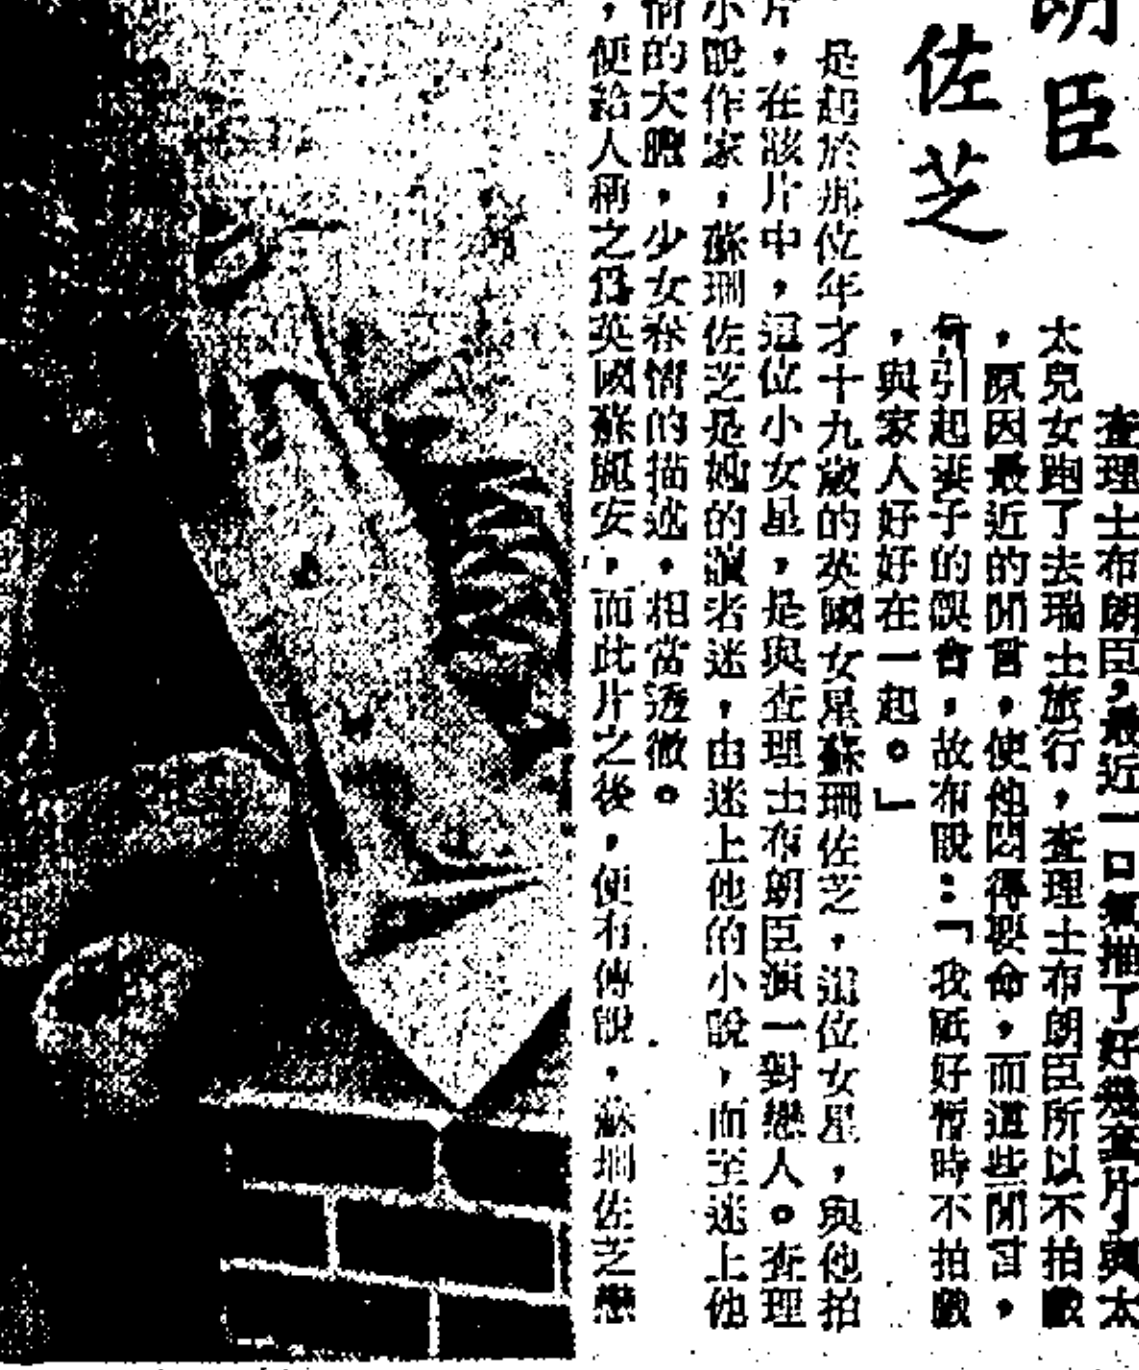 朗臣
佐芝
查理士布朗臣,最近一口氣推了好幾套片,與太
太兒女跑了去瑞士旅行,查理士布朗臣所以不拍戲
,原因最近的閒言,使他悶得要命,而這些閒言,
會引起妻子的誤會,故布說:「我祗好暫時不拍戲
,與家人好好在一起。」
是起於那位年才十九歲的英國女星蘇珊佐芝,這位女星,與他拍
片,在該片中,這位小女星,是與查理士布朗臣演一對戀人。查理
小說作家,蘇珊佐芝是她的讀者迷,由迷上他的小說,而至迷上他
情的大膽,少女春情的描述,相當透徹。
,便給人稱之為英國蘇 安,而此片之後,便有傳說,蘇珊佐芝戀